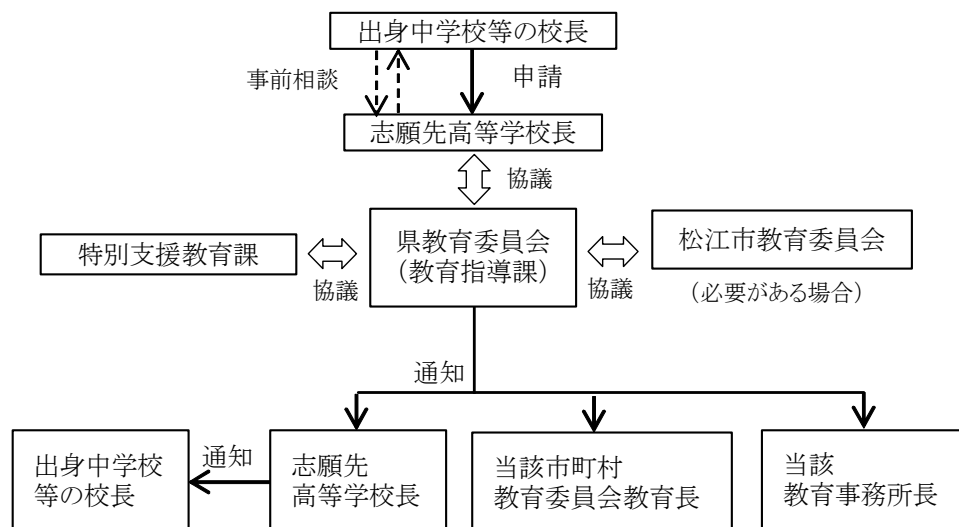 出身中学校等の校長
事前相談
申請
志願先高等学校長
協議
特別支援教育課
協議
県教育委員会
（教育指導課）
協議
松江市教育委員会
（必要がある場合）
通知
出身中学校
等の校長
通知
志願先
高等学校長
当該市町村
教育委員会教育長
当該
教育事務所長